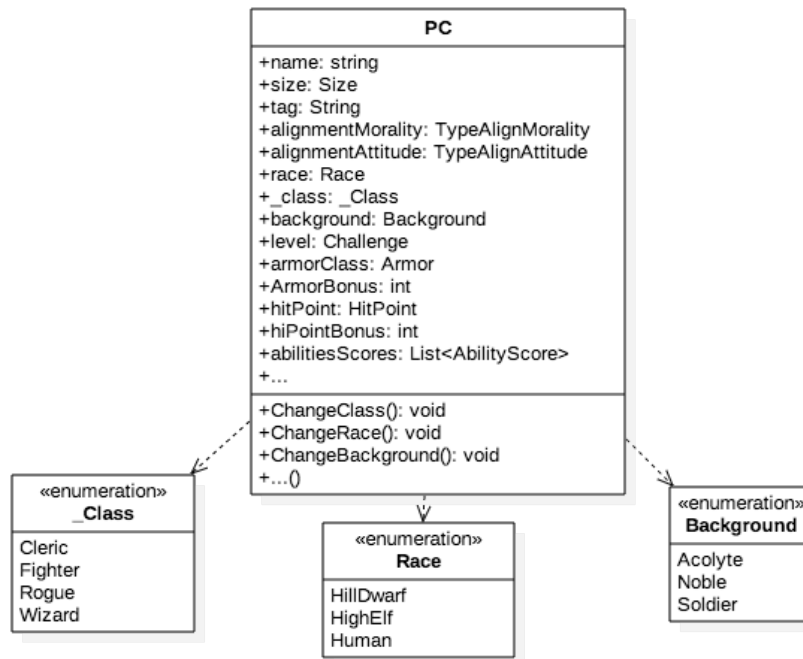 PC
+name: string
+size: Size
+tag: String
+alignmentMorality: TypeAlignMorality
+alignmentAttitude: TypeAlignAttitude
+race: Race
+_class: _Class
+background: Background
+level: Challenge
+armorClass: Armor
+ArmorBonus: int
+hitPoint: HitPoint
+hiPointBonus: int
+abilitiesScores: List<AbilityScore>
+...
+ChangeClass(): void
+ChangeRace(): void
+ChangeBackground(): void
+...()
«enumeration»
_Class
Cleric
Fighter
Rogue
Wizard
«enumeration»
Race
HillDwarf
HighElf
Human
«enumeration»
Background
Acolyte
Noble
Soldier